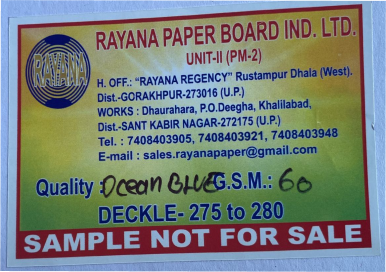 RAYANA PAPER BOARD IND. LTD.
UNIT-II (PM-2)
RAYANA
H. OFF.: “RAYANA REGENCY” Rustampur Dhala (West).
Dist.-GORAKHPUR-273016 (U.P.)
WORKS : Dhaurahara, P.O.Deegha, Khalilabad,
Dist-SANT KABIR NAGAR-272175 (U.P.)
Tel. : 7408403905, 7408403921, 7408403948
E-mail : sales.rayanapaper@gmail.com
Quality : Ocean BLUE G.S.M.: 60
DECKLE- 275 to 280
SAMPLE NOT FOR SALE